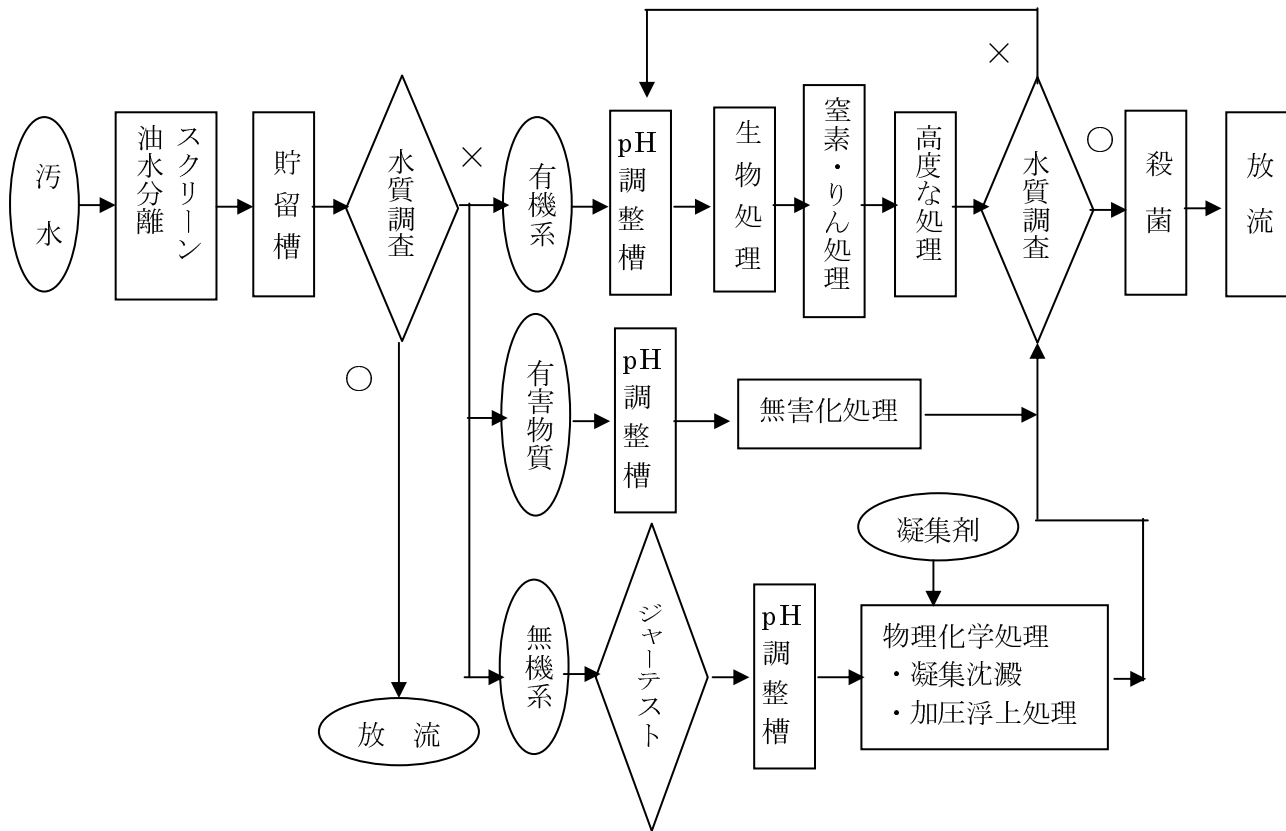 汚水
スクリーン
油水分離
貯留槽
水質調査
×
有機系
pH調整槽
生物処理
窒素・りん処理
高度な処理
×
水質調査
○
殺菌
放流
○
有害物質
pH調整槽
無害化処理
凝集剤
無機系
ジャーテスト
pH調整槽
物理化学処理
・凝集沈澱
・加圧浮上処理
放　流